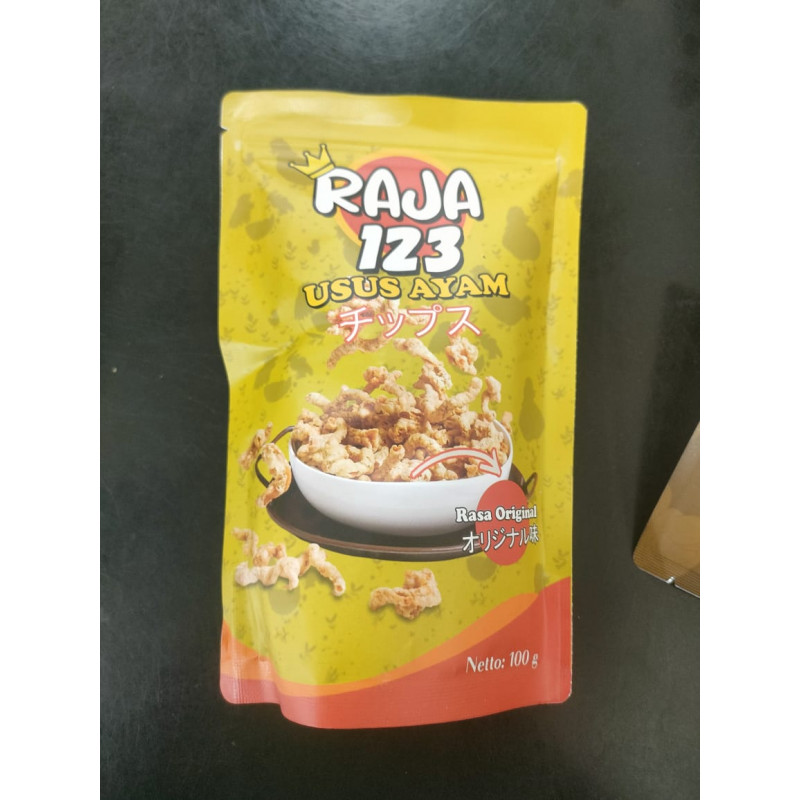 RAJA
123
USUS AYAM
チップス
Rasa Original
オリジナル味
Netto: 100 g